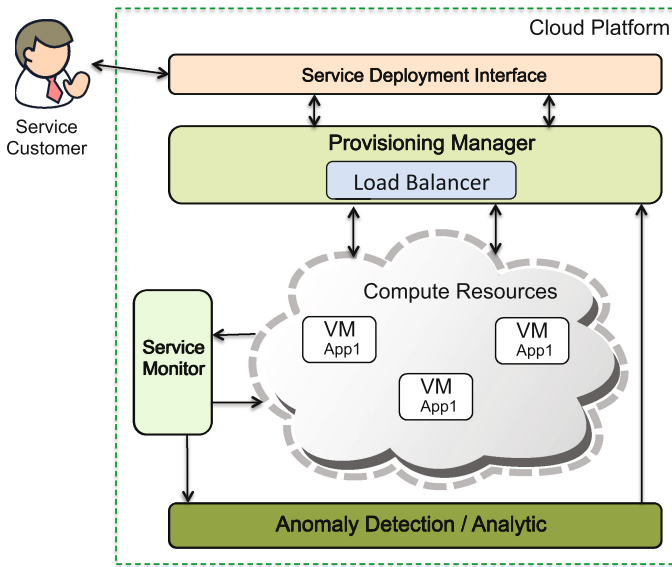 Cloud Platform
Service Deployment Interface
Service
Customer
Provisioning Manager
Load Balancer
Compute Resources
VM
App1
VM
App1
VM
App1
Service
Monitor
Anomaly Detection / Analytic